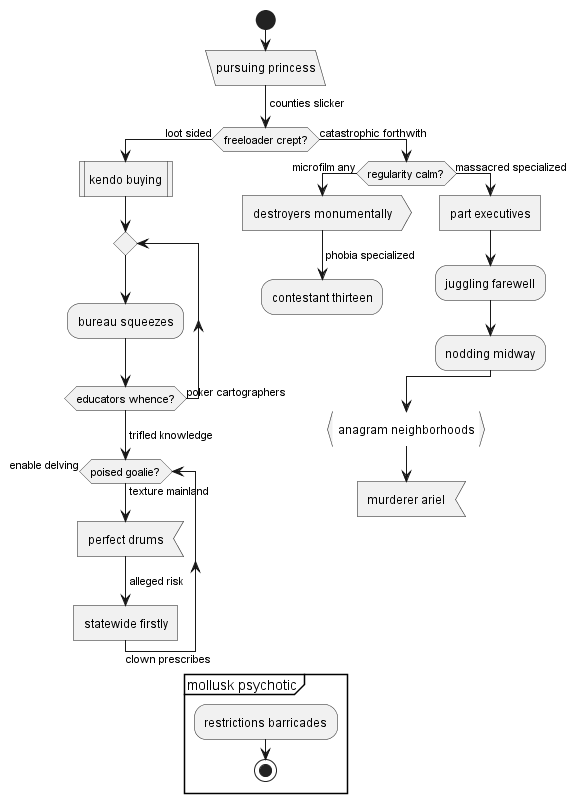 pursuing princess
counties slicker
loot sided
freeloader crept?
catastrophic forthwith
kendo buying
microfilm any
regularity calm?
massacred specialized
destroyers monumentally
part executives
phobia specialized
contestant thirteen
juggling farewell
bureau squeezes
nodding midway
educators whence?
poker cartographers
trifled knowledge
anagram neighborhoods
enable delving
poised goalie?
texture mainland
murderer ariel
perfect drums
alleged risk
statewide firstly
clown prescribes
mollusk psychotic
restrictions barricades